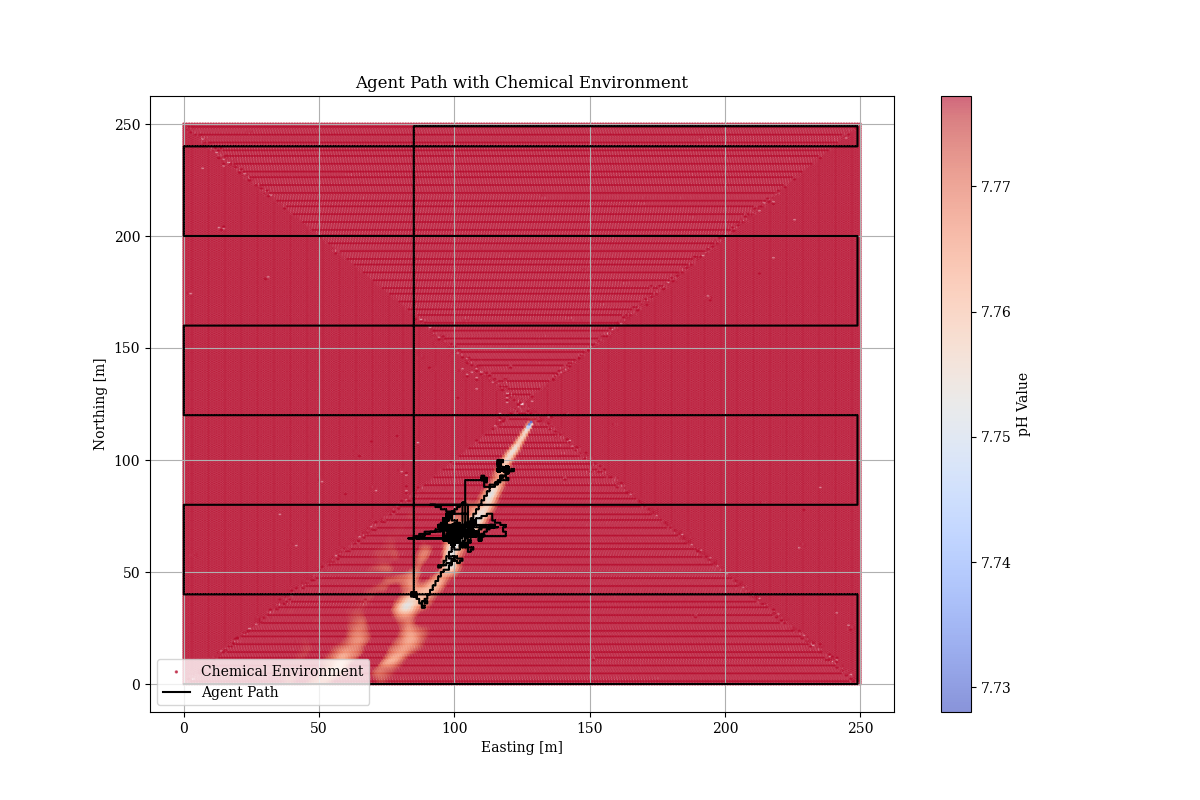 Agent Path with Chemical Environment
250
200
150
100
50
0
Northing [m]
Chemical Environment
Agent Path
0
50
100
150
200
250
Easting [m]
7.77
7.76
7.75
7.74
7.73
pH Value